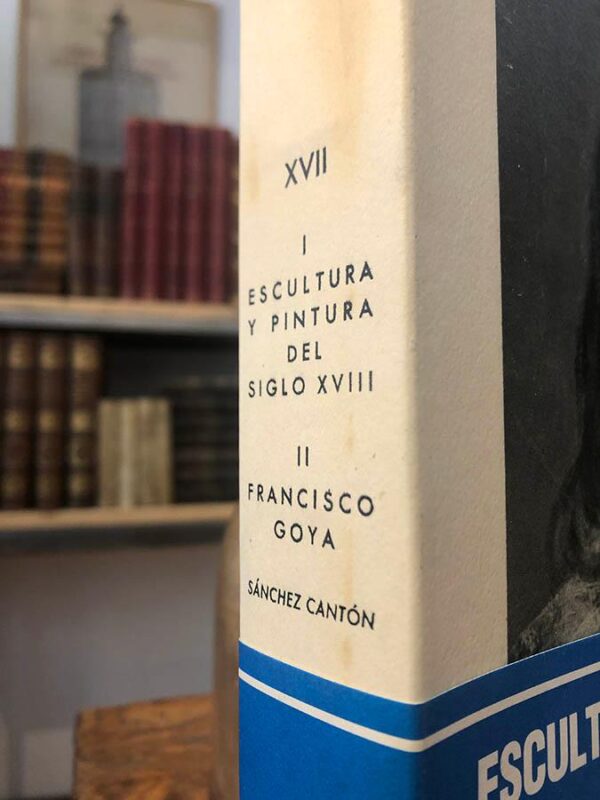 XVII
I
ESCULTURA
Y PINTURA
DEL
SIGLO XVIII
II
FRANCISCO
GOYA
SÁNCHEZ CANTÓN
ESCULT